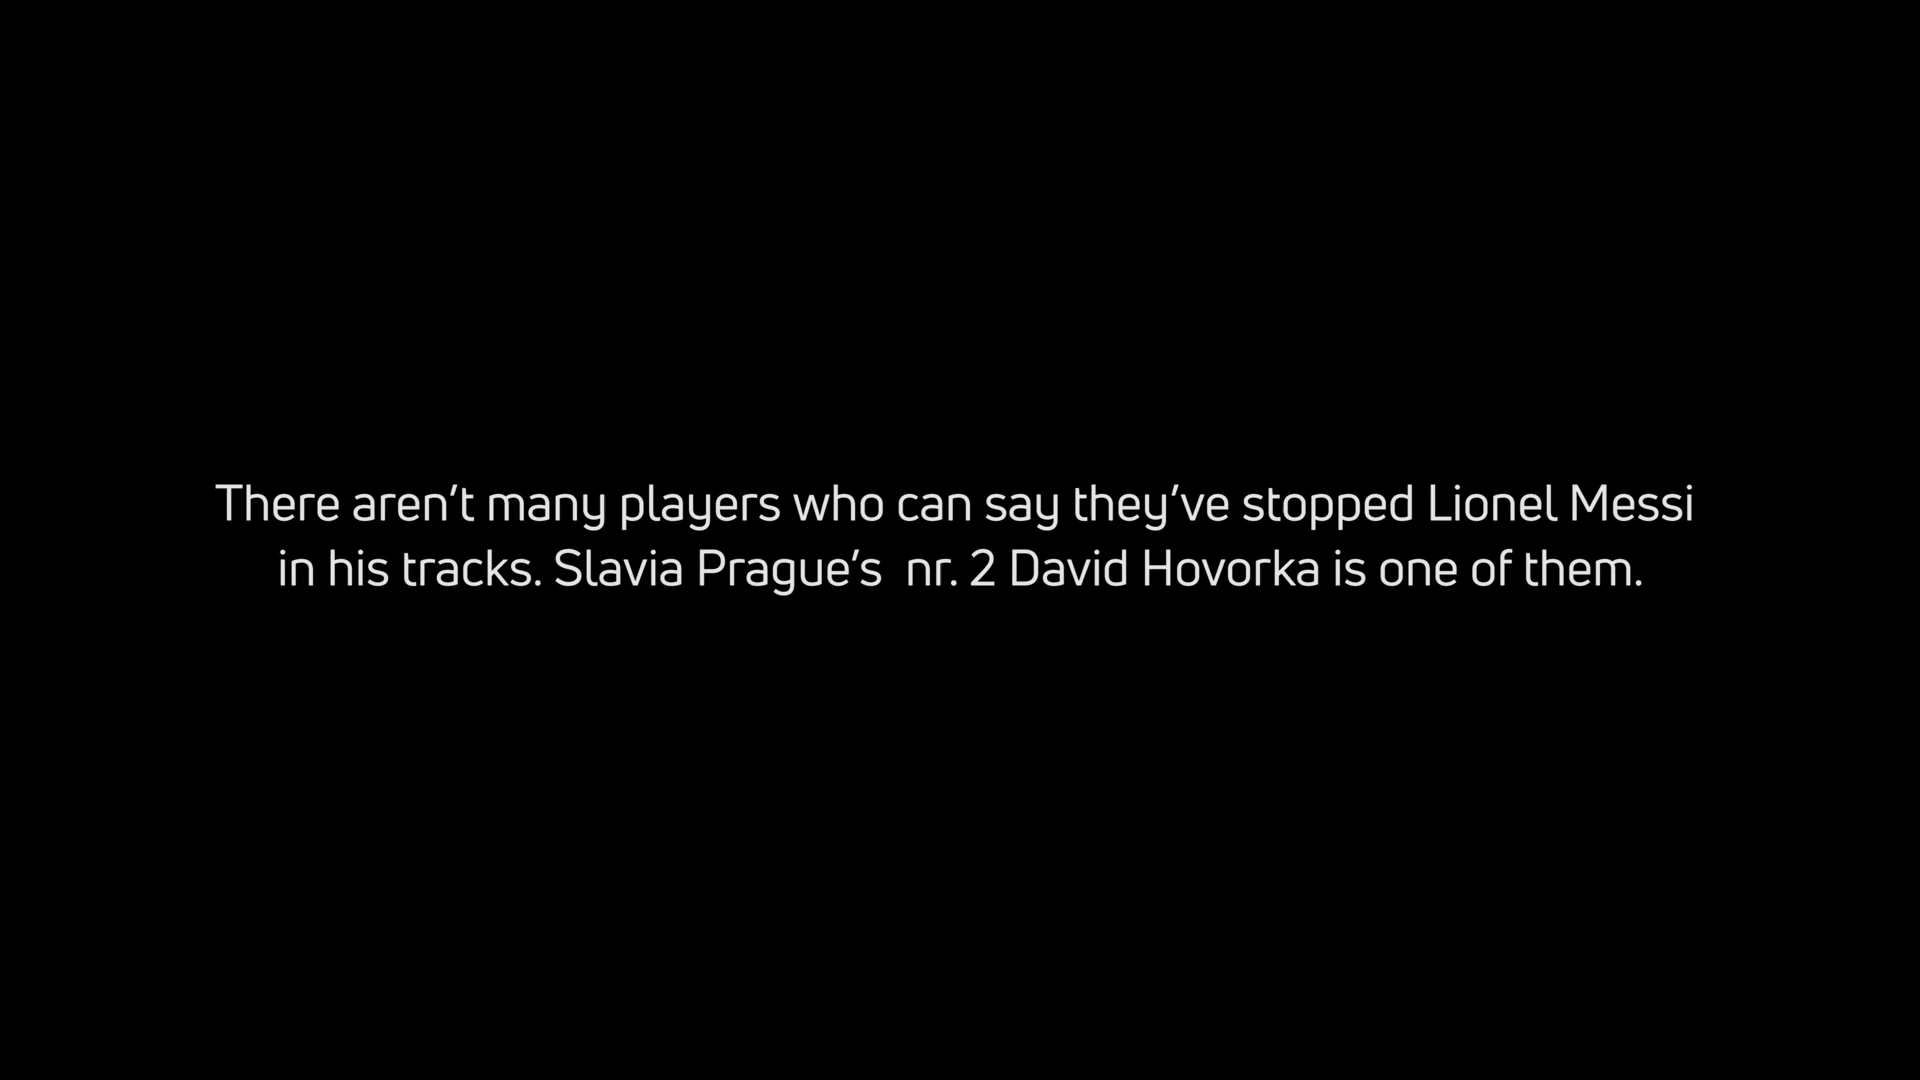 There aren’t many players who can say they’ve stopped Lionel Messi
in his tracks. Slavia Prague’s  nr. 2 David Hovorka is one of them.